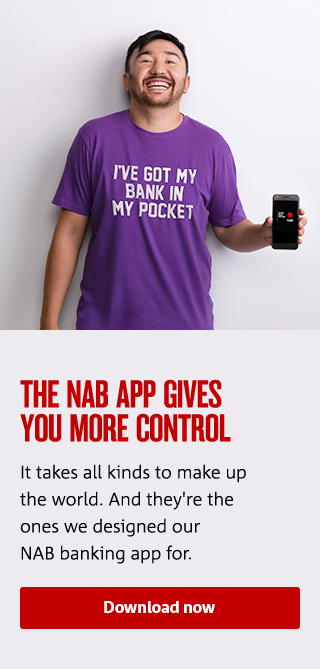 I'VE GOT MY
BANK IN
MY POCKET
nab
THE NAB APP GIVES
YOU MORE CONTROL
It takes all kinds to make up
the world. And they're the
ones we designed our
NAB banking app for.
Download now